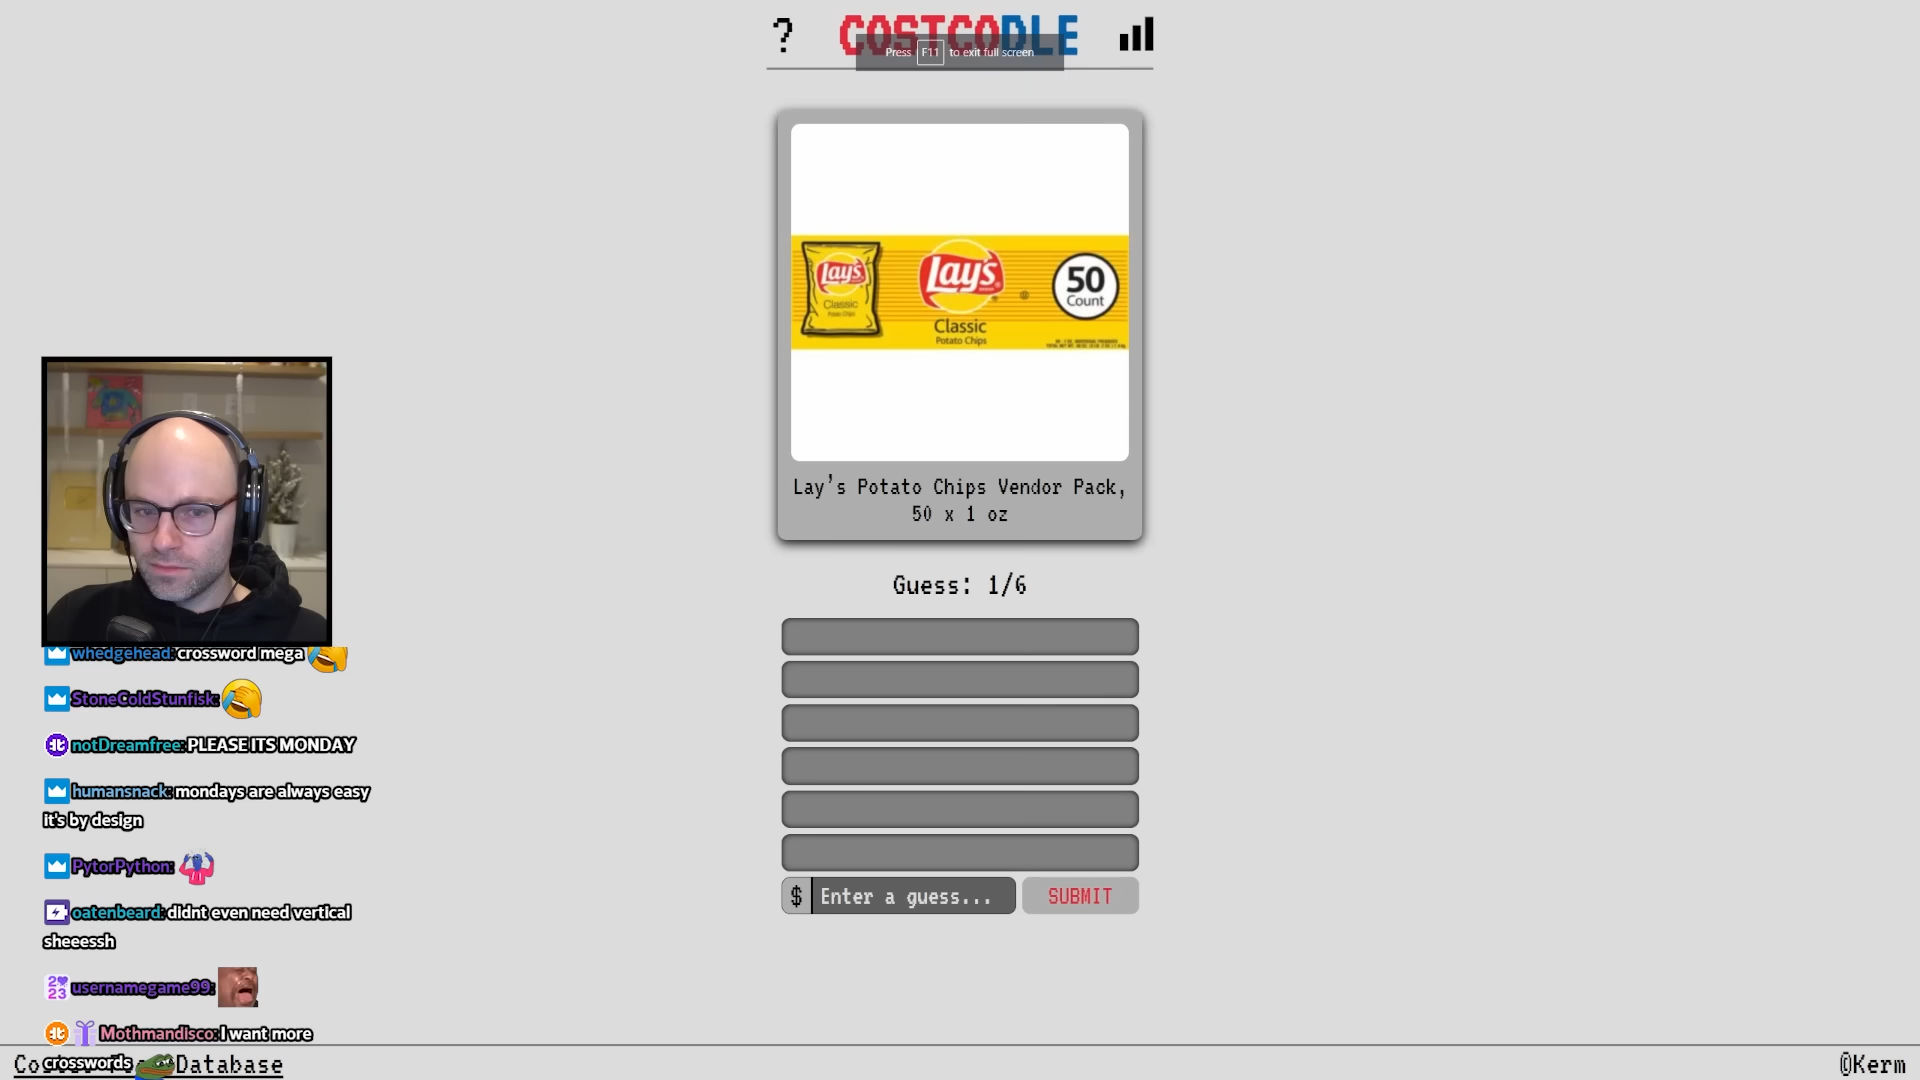 ?
COSTCODLE
Press F11 to exit full screen
Lay's
Classic
Potato Chips
Lay's
Classic
Potato Chips
50
Count
Lay's Potato Chips Vendor Pack,
50 x 1 oz
Guess: 1/6
$ Enter a guess...
SUBMIT
whedgehead: crossword mega
StoneColdStunfisk:
notDreamfree: PLEASE ITS MONDAY
humansnack: mondays are always easy
it's by design
PytorPython:
oatenbeard: didnt even need vertical
sheeessh
2023 usernamegame99:
Mothmandisco: I want more
crosswords
Database
@Kerm